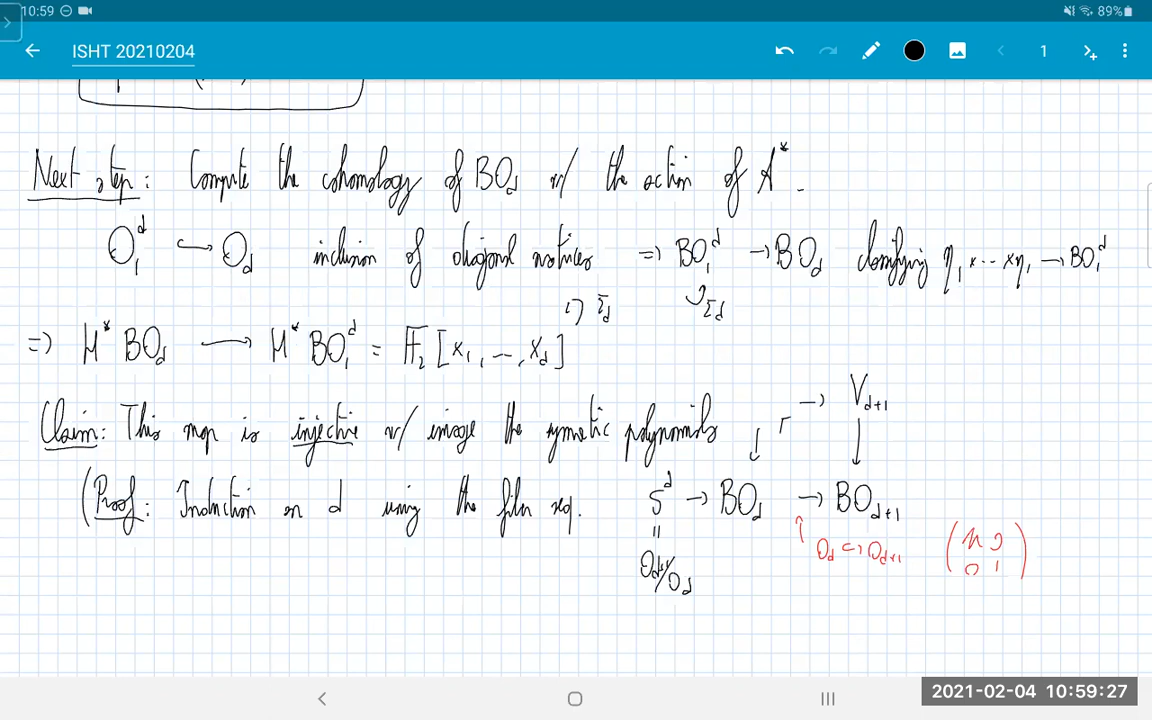 10:59
89%
ISHT 20210204
1
Next step: Compute the cohomology of BO_d w/ the action of A^*.
O_1^d ↪ O_d inclusion of diagonal matrices => BO_1^d → BO_d classifying η_1 × ⋯ × η_1 → BO_1^d
↻ Σ_d
=> H^* BO_d → H^* BO_1^d = F_2 [x_1, ..., x_d] ↻ Σ_d
Claim: This map is injective w/ image the symetric polynomials
→ V_{d+1}
(Proof: Induction on d using the fiber seq. S^d → BO_d → BO_{d+1}
O_d ↪ O_{d+1}
O_{d+1}/O_d
2021-02-04 10:59:27